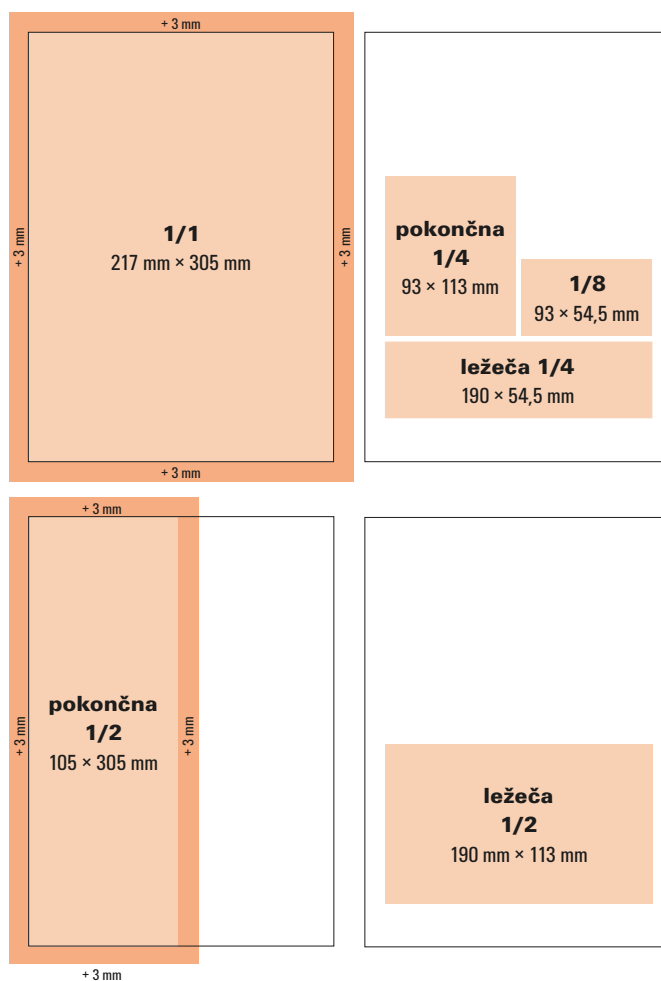 + 3 mm
+ 3 mm
1/1
217 mm × 305 mm
+ 3 mm
+ 3 mm
pokončna
1/4
93 × 113 mm
1/8
93 × 54,5 mm
ležeča 1/4
190 × 54,5 mm
+ 3 mm
+ 3 mm
pokončna
1/2
105 × 305 mm
+ 3 mm
+ 3 mm
ležeča
1/2
190 mm × 113 mm